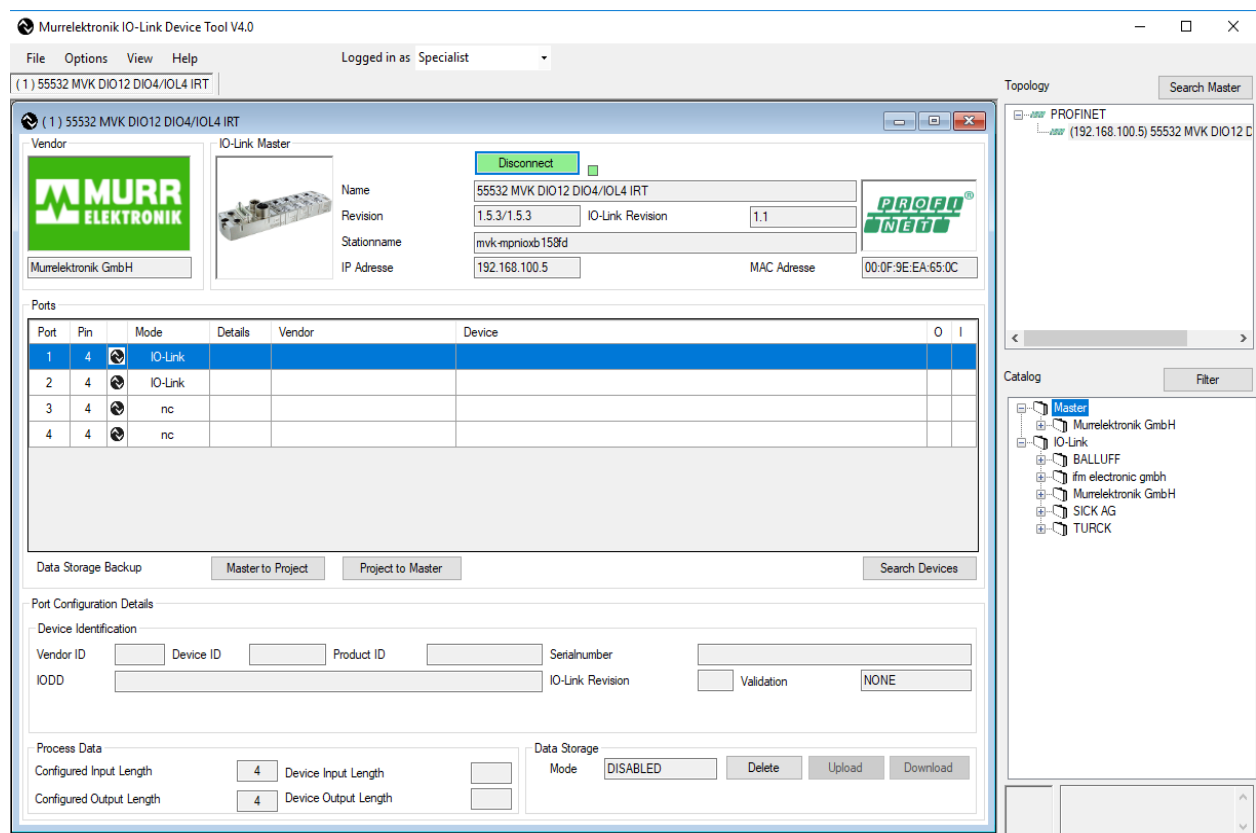 Murrelektronik IO-Link Device Tool V4.0
File Options View Help Logged in as Specialist
( 1 ) 55532 MVK DIO12 DIO4/IOL4 IRT
( 1 ) 55532 MVK DIO12 DIO4/IOL4 IRT
Vendor IO-Link Master
MURR
ELEKTRONIK
Murrelektronik GmbH
Disconnect
Name 55532 MVK DIO12 DIO4/IOL4 IRT
Revision 1.5.3/1.5.3 IO-Link Revision 1.1
Stationname mvk-mpnioxb158fd
IP Adresse 192.168.100.5 MAC Adresse 00:0F:9E:EA:65:0C
PROFI
NET
®
Ports
Port Pin Mode Details Vendor Device O I
1 4 IO-Link
2 4 IO-Link
3 4 nc
4 4 nc
Data Storage Backup Master to Project Project to Master Search Devices
Port Configuration Details
Device Identification
Vendor ID Device ID Product ID Serialnumber
IODD IO-Link Revision Validation NONE
Process Data
Configured Input Length 4 Device Input Length
Configured Output Length 4 Device Output Length
Data Storage
Mode DISABLED Delete Upload Download
Topology Search Master
PROFINET
(192.168.100.5) 55532 MVK DIO12 D
Catalog Filter
Master
Murrelektronik GmbH
IO-Link
BALLUFF
ifm electronic gmbh
Murrelektronik GmbH
SICK AG
TURCK